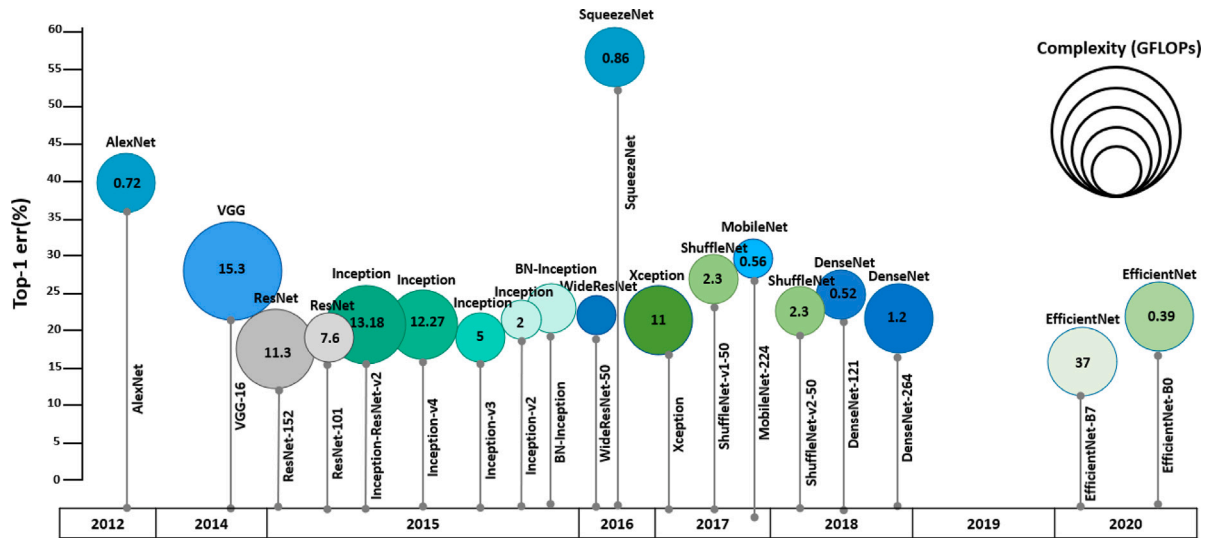 SqueezeNet
60
55
50
45
40
35
30
25
20
15
10
5
0
Top-1 err(%)
Complexity (GFLOPs)
0.86
AlexNet
0.72
VGG
15.3
ResNet
11.3
ResNet
7.6
Inception
13.18
Inception
12.27
Inception
5
Inception
2
BN-Inception
WideResNet
Xception
11
ShuffleNet
2.3
MobileNet
0.56
ShuffleNet
2.3
DenseNet
0.52
DenseNet
1.2
EfficientNet
37
EfficientNet
0.39
AlexNet
VGG-16
ResNet-152
ResNet-101
Inception-ResNet-v2
Inception-v4
Inception-v3
Inception-v2
BN-Inception
WideResNet-50
SqueezeNet
Xception
ShuffleNet-v1-50
MobileNet-224
ShuffleNet-v2-50
DenseNet-121
DenseNet-264
EfficientNet-B7
EfficientNet-B0
2012
2014
2015
2016
2017
2018
2019
2020